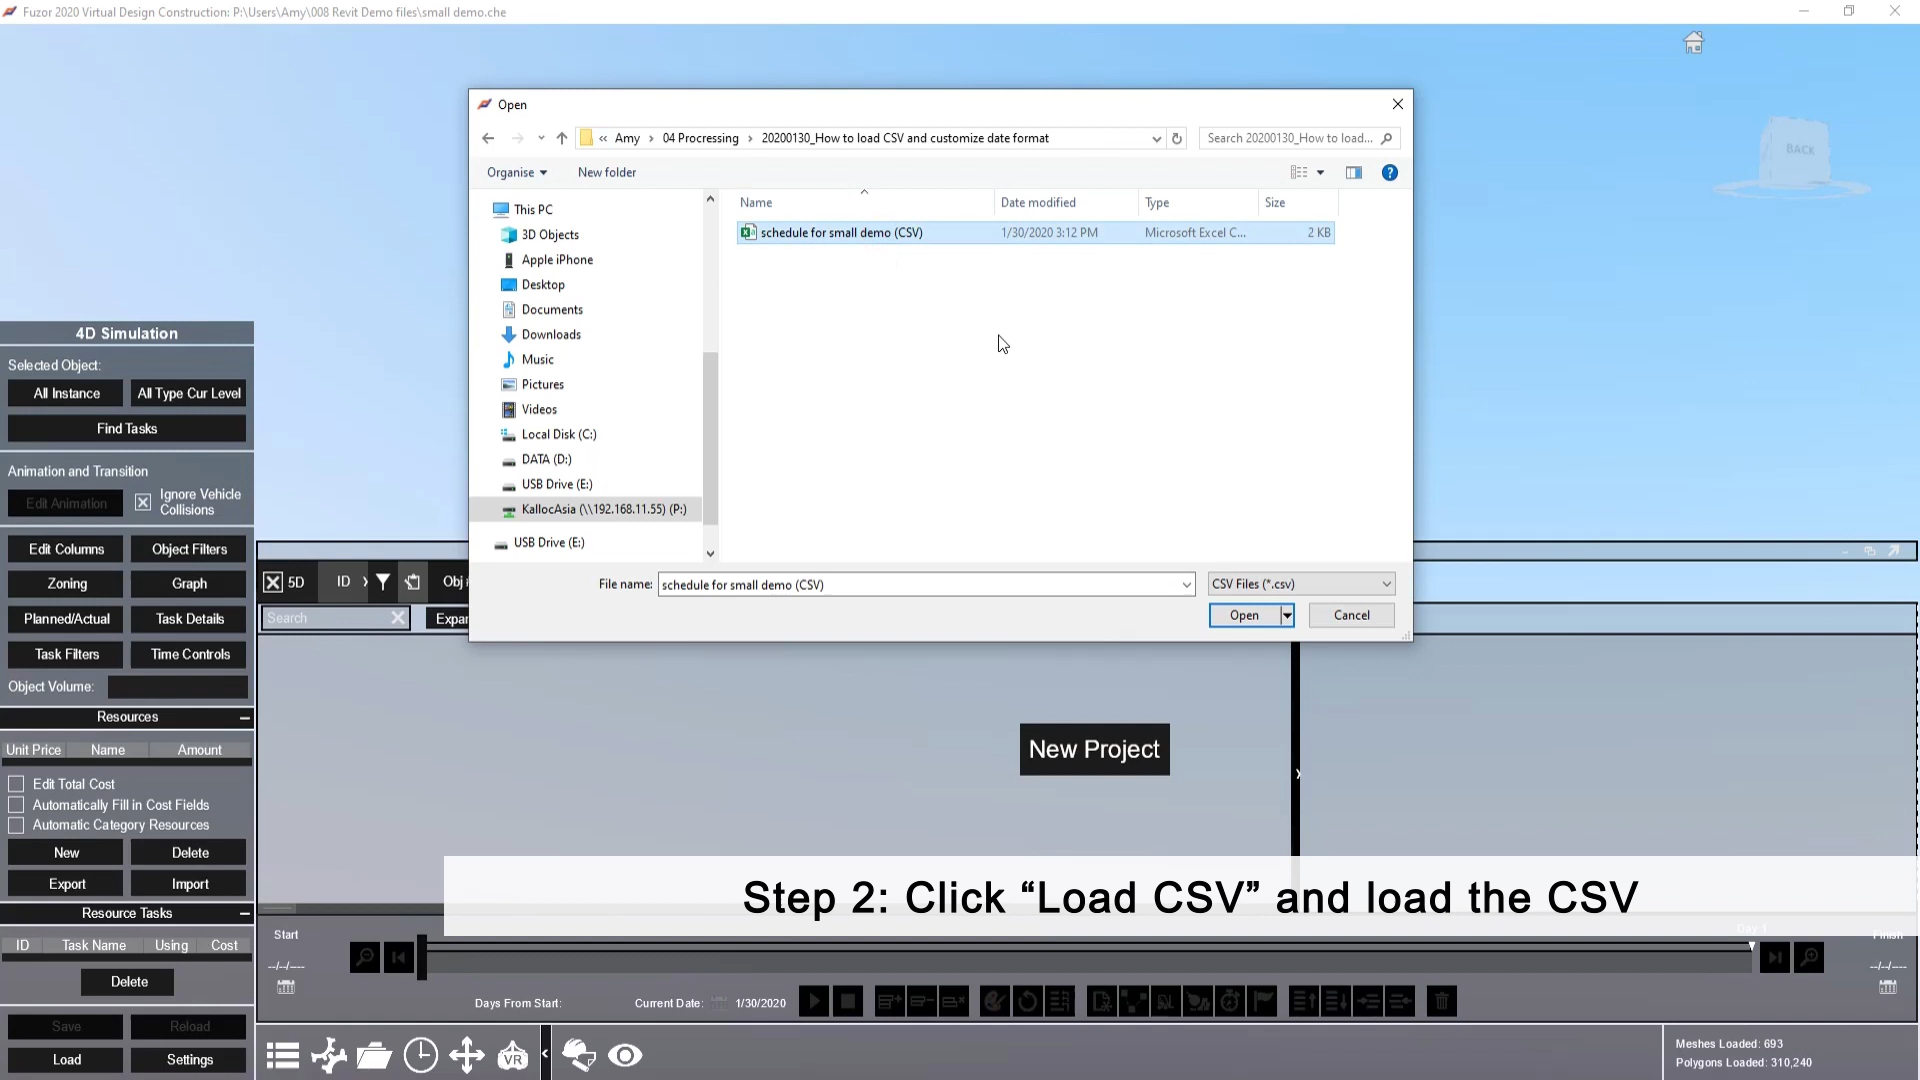 Fuzor 2020 Virtual Design Construction: P:\Users\Amy\008 Revit Demo files\small demo.che
BACK
Open
« Amy › 04 Procressing › 20200130_How to load CSV and customize date format
Search 20200130_How to load...
Organise
New folder
This PC
3D Objects
Apple iPhone
Desktop
Documents
Downloads
Music
Pictures
Videos
Local Disk (C:)
DATA (D:)
USB Drive (E:)
KallocAsia (\\192.168.11.55) (P:)
USB Drive (E:)
Name Date modified Type Size
schedule for small demo (CSV) 1/30/2020 3:12 PM Microsoft Excel C... 2 KB
File name: schedule for small demo (CSV)
CSV Files (*.csv)
Open
Cancel
4D Simulation
Selected Object:
All Instance
All Type Cur Level
Find Tasks
Animation and Transition
Edit Animation
Ignore Vehicle
Collisions
Edit Columns
Object Filters
Zoning
Graph
Planned/Actual
Task Details
Task Filters
Time Controls
Object Volume:
Resources
Unit Price Name Amount
Edit Total Cost
Automatically Fill in Cost Fields
Automatic Category Resources
New
Delete
Export
Import
Resource Tasks
ID Task Name Using Cost
Delete
Save
Reload
Load
Settings
5D
ID
Obj
Search
Expan
New Project
Step 2: Click “Load CSV” and load the CSV
Start
--/--/----
Day 1
Finish
--/--/----
Days From Start:
Current Date: 1/30/2020
VR
Meshes Loaded: 693
Polygons Loaded: 310,240